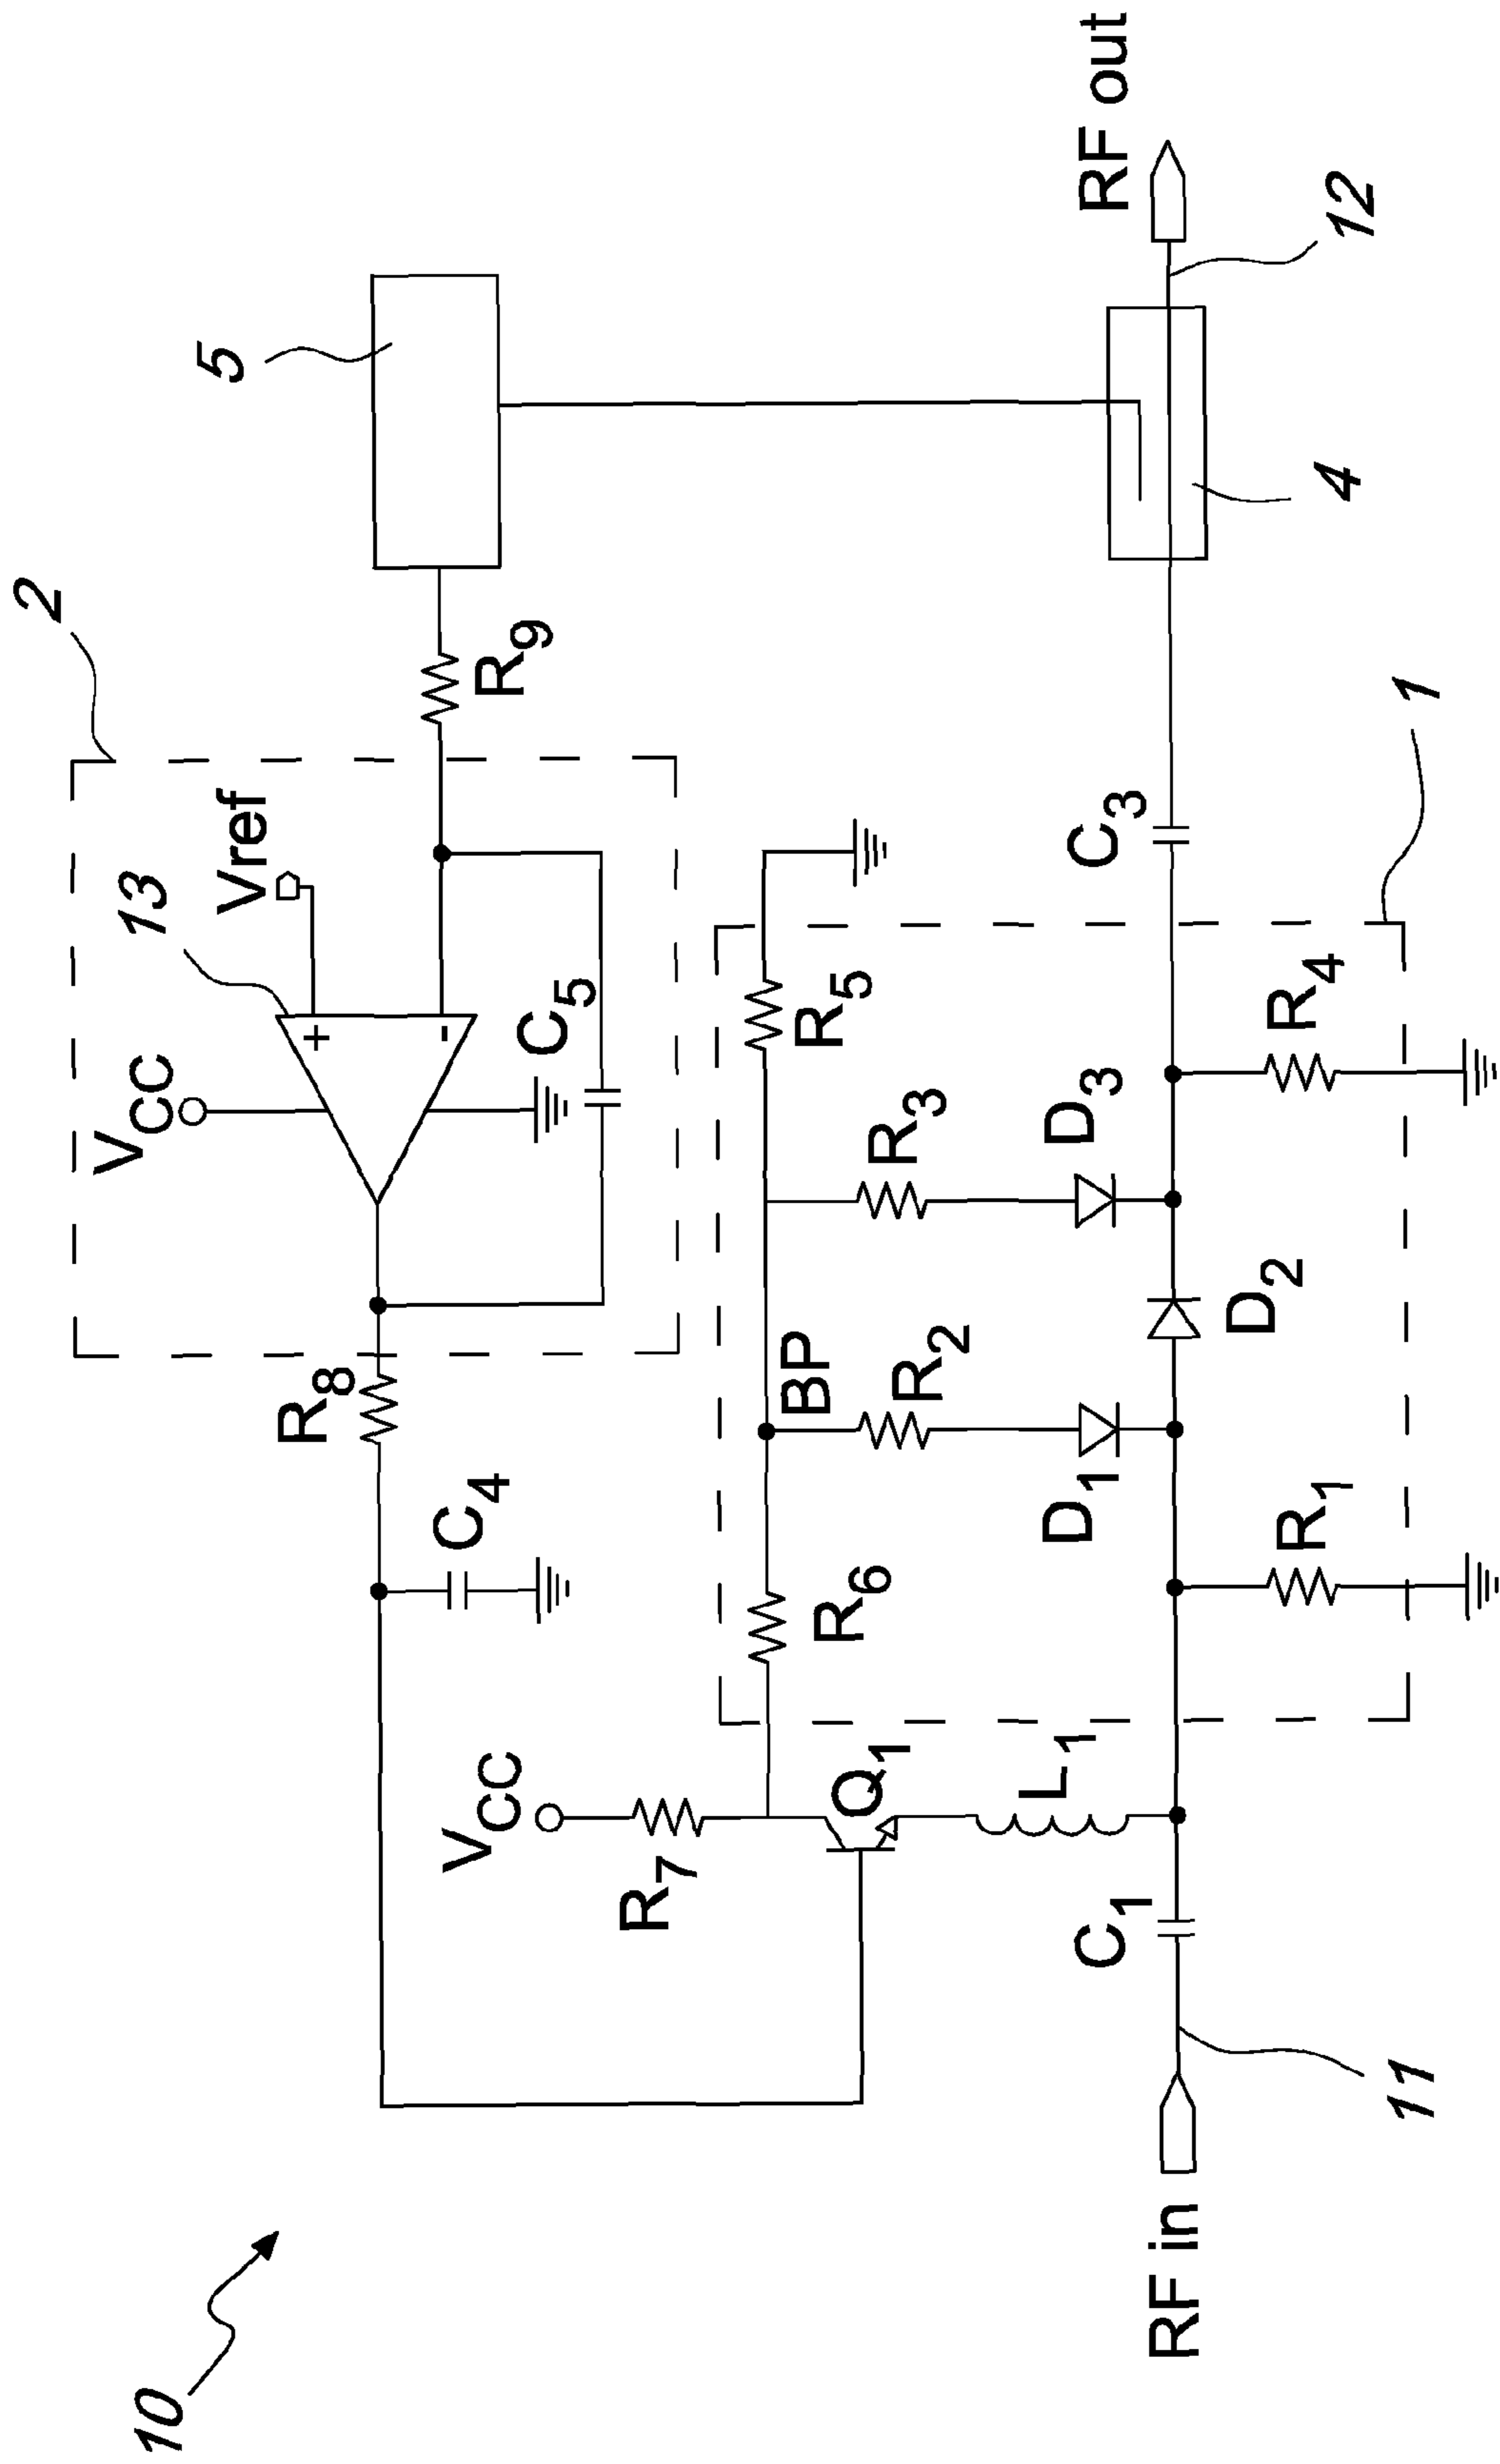 10
2
13
Vref
5
VCC
R8
R9
C4
C5
+
-
VCC
R7
R6
BP
R5
Q1
R2
R3
L1
D1
D3
C3
RF out
C1
D2
12
RF in
R1
R4
4
11
1